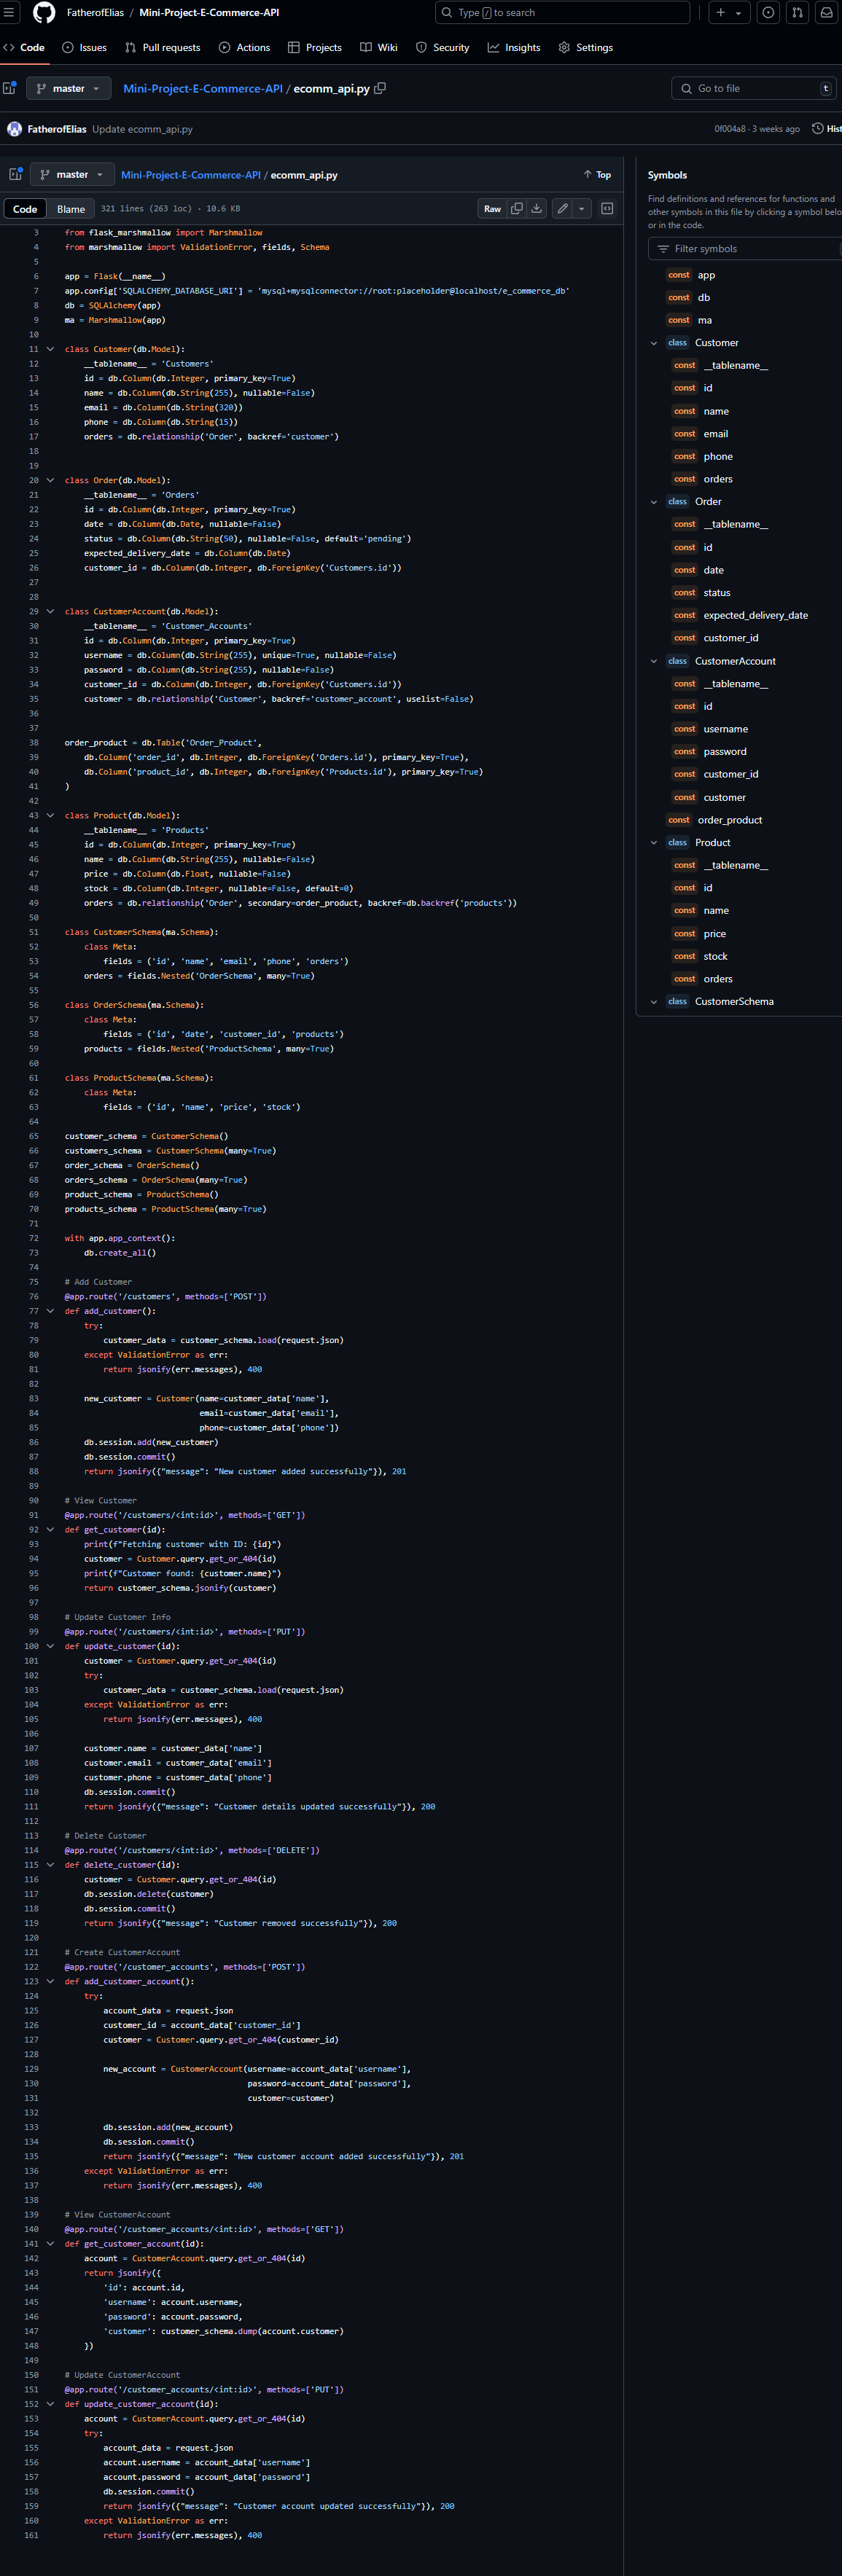 FatherofElias / Mini-Project-E-Commerce-API
Type / to search
Code Issues Pull requests Actions Projects Wiki Security Insights Settings
master Mini-Project-E-Commerce-API / ecomm_api.py
Go to file t
FatherofElias Update ecomm_api.py
0f004a8 · 3 weeks ago Hist
master Mini-Project-E-Commerce-API / ecomm_api.py
Top
Code Blame 321 lines (263 loc) · 10.6 KB
Raw
3 from flask_marshmallow import Marshmallow
4 from marshmallow import ValidationError, fields, Schema
5
6 app = Flask(__name__)
7 app.config['SQLALCHEMY_DATABASE_URI'] = 'mysql+mysqlconnector://root:placeholder@localhost/e_commerce_db'
8 db = SQLAlchemy(app)
9 ma = Marshmallow(app)
10
11 class Customer(db.Model):
12 __tablename__ = 'Customers'
13 id = db.Column(db.Integer, primary_key=True)
14 name = db.Column(db.String(255), nullable=False)
15 email = db.Column(db.String(320))
16 phone = db.Column(db.String(15))
17 orders = db.relationship('Order', backref='customer')
18
19
20 class Order(db.Model):
21 __tablename__ = 'Orders'
22 id = db.Column(db.Integer, primary_key=True)
23 date = db.Column(db.Date, nullable=False)
24 status = db.Column(db.String(50), nullable=False, default='pending')
25 expected_delivery_date = db.Column(db.Date)
26 customer_id = db.Column(db.Integer, db.ForeignKey('Customers.id'))
27
28
29 class CustomerAccount(db.Model):
30 __tablename__ = 'Customer_Accounts'
31 id = db.Column(db.Integer, primary_key=True)
32 username = db.Column(db.String(255), unique=True, nullable=False)
33 password = db.Column(db.String(255), nullable=False)
34 customer_id = db.Column(db.Integer, db.ForeignKey('Customers.id'))
35 customer = db.relationship('Customer', backref='customer_account', uselist=False)
36
37
38 order_product = db.Table('Order_Product',
39 db.Column('order_id', db.Integer, db.ForeignKey('Orders.id'), primary_key=True),
40 db.Column('product_id', db.Integer, db.ForeignKey('Products.id'), primary_key=True)
41 )
42
43 class Product(db.Model):
44 __tablename__ = 'Products'
45 id = db.Column(db.Integer, primary_key=True)
46 name = db.Column(db.String(255), nullable=False)
47 price = db.Column(db.Float, nullable=False)
48 stock = db.Column(db.Integer, nullable=False, default=0)
49 orders = db.relationship('Order', secondary=order_product, backref=db.backref('products'))
50
51 class CustomerSchema(ma.Schema):
52 class Meta:
53 fields = ('id', 'name', 'email', 'phone', 'orders')
54 orders = fields.Nested('OrderSchema', many=True)
55
56 class OrderSchema(ma.Schema):
57 class Meta:
58 fields = ('id', 'date', 'customer_id', 'products')
59 products = fields.Nested('ProductSchema', many=True)
60
61 class ProductSchema(ma.Schema):
62 class Meta:
63 fields = ('id', 'name', 'price', 'stock')
64
65 customer_schema = CustomerSchema()
66 customers_schema = CustomerSchema(many=True)
67 order_schema = OrderSchema()
68 orders_schema = OrderSchema(many=True)
69 product_schema = ProductSchema()
70 products_schema = ProductSchema(many=True)
71
72 with app.app_context():
73 db.create_all()
74
75 # Add Customer
76 @app.route('/customers', methods=['POST'])
77 def add_customer():
78 try:
79 customer_data = customer_schema.load(request.json)
80 except ValidationError as err:
81 return jsonify(err.messages), 400
82
83 new_customer = Customer(name=customer_data['name'],
84 email=customer_data['email'],
85 phone=customer_data['phone'])
86 db.session.add(new_customer)
87 db.session.commit()
88 return jsonify({"message": "New customer added successfully"}), 201
89
90 # View Customer
91 @app.route('/customers/<int:id>', methods=['GET'])
92 def get_customer(id):
93 print(f"Fetching customer with ID: {id}")
94 customer = Customer.query.get_or_404(id)
95 print(f"Customer found: {customer.name}")
96 return customer_schema.jsonify(customer)
97
98 # Update Customer Info
99 @app.route('/customers/<int:id>', methods=['PUT'])
100 def update_customer(id):
101 customer = Customer.query.get_or_404(id)
102 try:
103 customer_data = customer_schema.load(request.json)
104 except ValidationError as err:
105 return jsonify(err.messages), 400
106
107 customer.name = customer_data['name']
108 customer.email = customer_data['email']
109 customer.phone = customer_data['phone']
110 db.session.commit()
111 return jsonify({"message": "Customer details updated successfully"}), 200
112
113 # Delete Customer
114 @app.route('/customers/<int:id>', methods=['DELETE'])
115 def delete_customer(id):
116 customer = Customer.query.get_or_404(id)
117 db.session.delete(customer)
118 db.session.commit()
119 return jsonify({"message": "Customer removed successfully"}), 200
120
121 # Create CustomerAccount
122 @app.route('/customer_accounts', methods=['POST'])
123 def add_customer_account():
124 try:
125 account_data = request.json
126 customer_id = account_data['customer_id']
127 customer = Customer.query.get_or_404(customer_id)
128
129 new_account = CustomerAccount(username=account_data['username'],
130 password=account_data['password'],
131 customer=customer)
132
133 db.session.add(new_account)
134 db.session.commit()
135 return jsonify({"message": "New customer account added successfully"}), 201
136 except ValidationError as err:
137 return jsonify(err.messages), 400
138
139 # View CustomerAccount
140 @app.route('/customer_accounts/<int:id>', methods=['GET'])
141 def get_customer_account(id):
142 account = CustomerAccount.query.get_or_404(id)
143 return jsonify({
144 'id': account.id,
145 'username': account.username,
146 'password': account.password,
147 'customer': customer_schema.dump(account.customer)
148 })
149
150 # Update CustomerAccount
151 @app.route('/customer_accounts/<int:id>', methods=['PUT'])
152 def update_customer_account(id):
153 account = CustomerAccount.query.get_or_404(id)
154 try:
155 account_data = request.json
156 account.username = account_data['username']
157 account.password = account_data['password']
158 db.session.commit()
159 return jsonify({"message": "Customer account updated successfully"}), 200
160 except ValidationError as err:
161 return jsonify(err.messages), 400
Symbols
Find definitions and references for functions and
other symbols in this file by clicking a symbol belo
or in the code.
Filter symbols
const app
const db
const ma
class Customer
const __tablename__
const id
const name
const email
const phone
const orders
class Order
const __tablename__
const id
const date
const status
const expected_delivery_date
const customer_id
class CustomerAccount
const __tablename__
const id
const username
const password
const customer_id
const customer
const order_product
class Product
const __tablename__
const id
const name
const price
const stock
const orders
class CustomerSchema